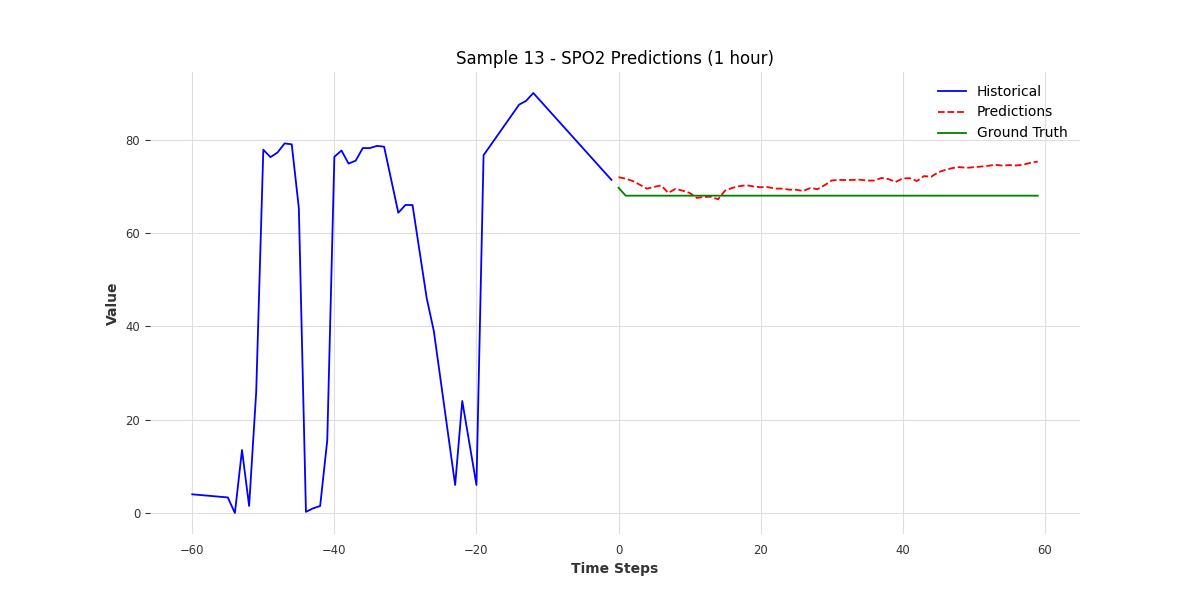 Sample 13 - SPO2 Predictions (1 hour)
Historical
Predictions
Ground Truth
Value
80
60
40
20
0
−60
−40
−20
0
20
40
60
Time Steps